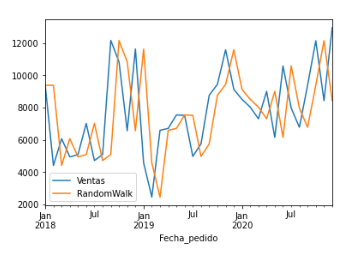 12000
10000
8000
6000
4000
2000
Ventas
RandomWalk
Jan
2018
Jul
Jan
2019
Jul
Jan
2020
Jul
Fecha_pedido